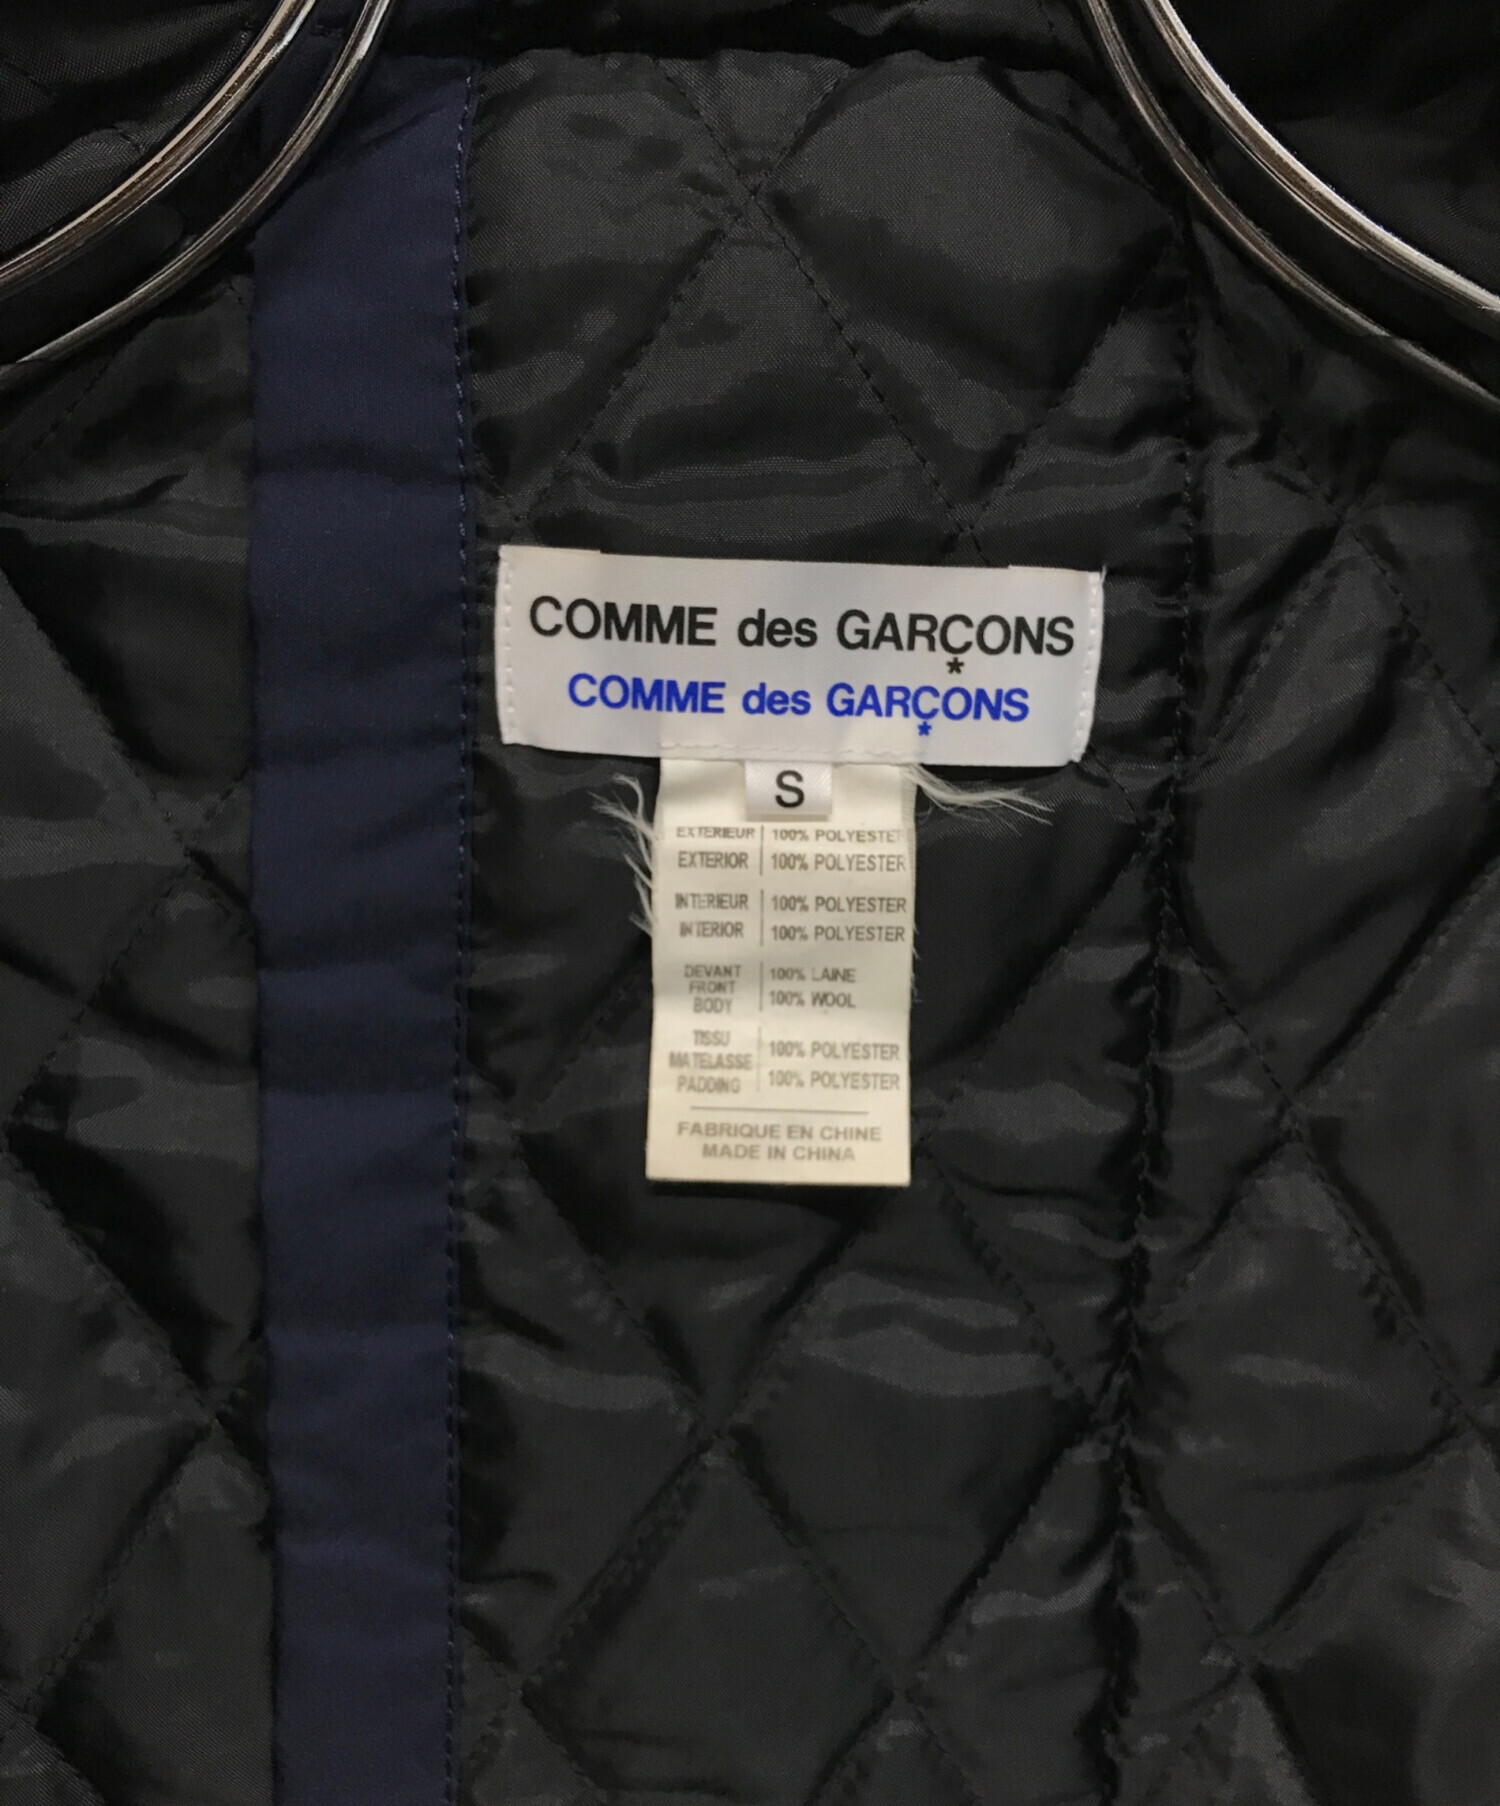 COMME des GARÇONS
*
COMME des GARÇONS
*
S
EXTERIEUR 100% POLYESTER
EXTERIOR 100% POLYESTER
INTERIEUR 100% POLYESTER
INTERIOR 100% POLYESTER
DEVANT 100% LAINE
FRONT
BODY 100% WOOL
TISSU
MATELASSE 100% POLYESTER
PADDING 100% POLYESTER
FABRIQUE EN CHINE
MADE IN CHINA